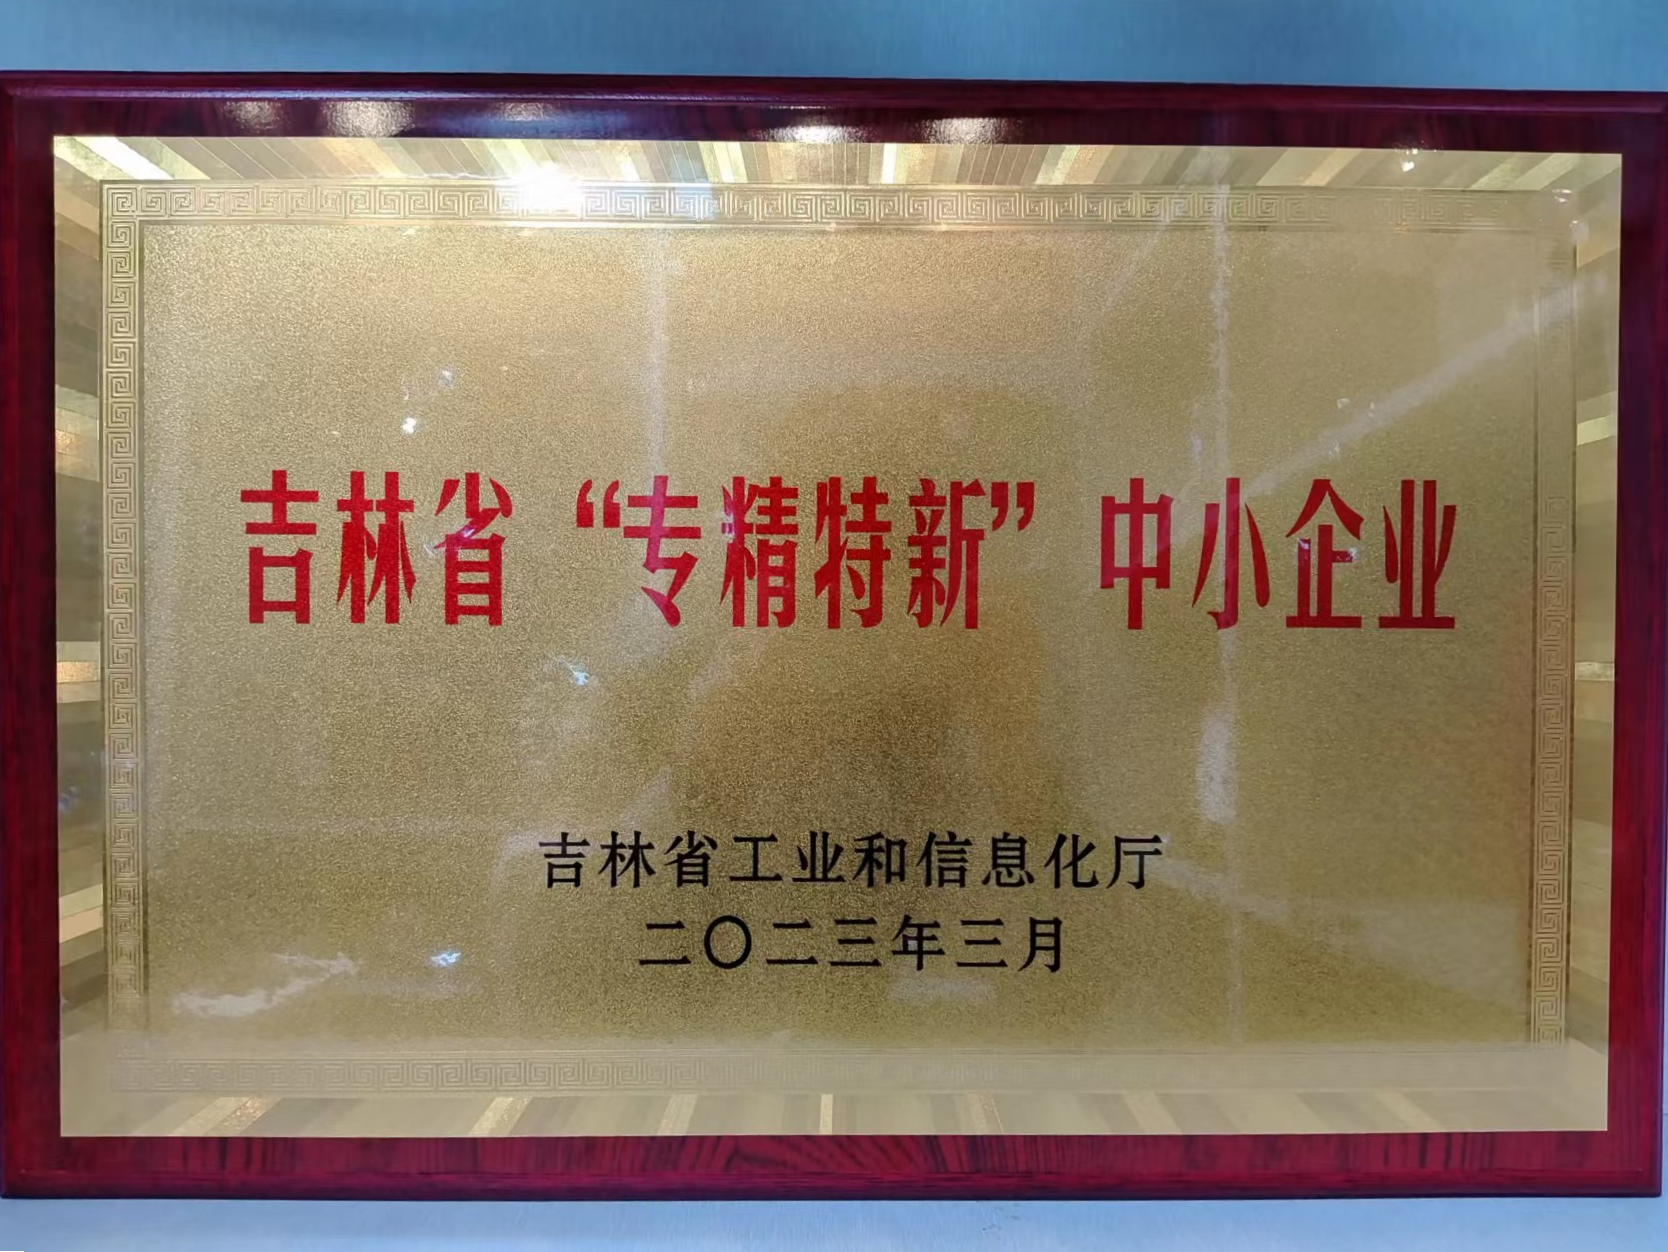 吉林省“专精特新”中小企业
吉林省工业和信息化厅
二〇二三年三月